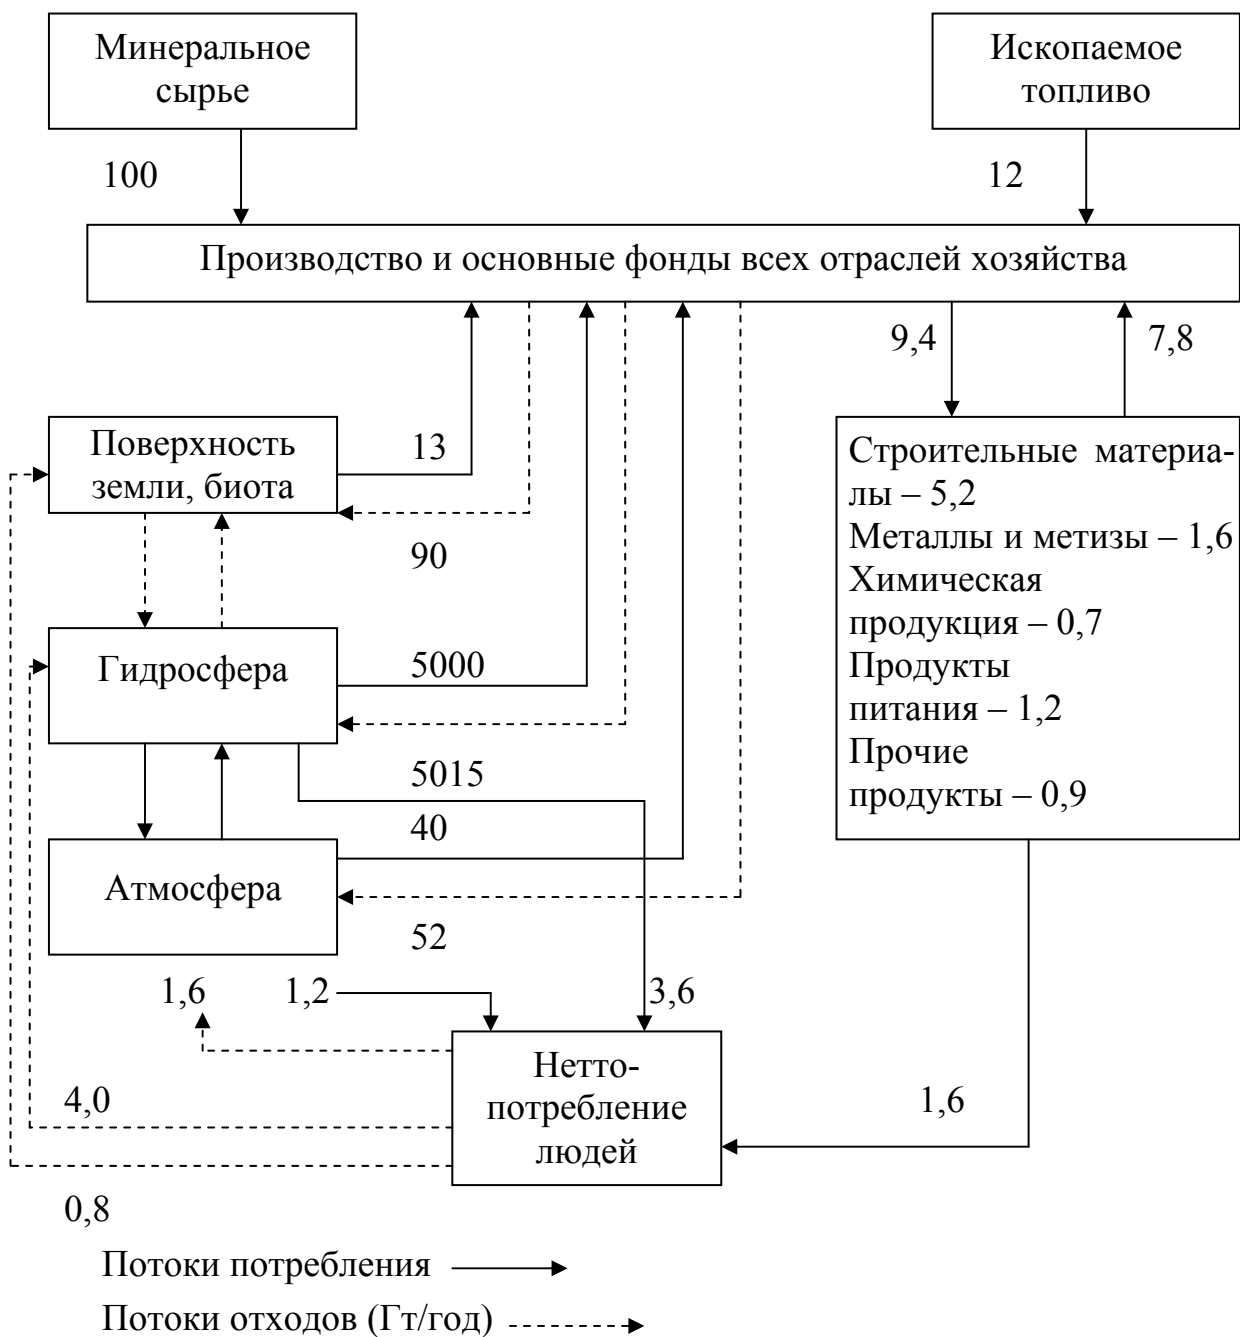 Минеральное
сырье
Ископаемое
топливо
100
12
Производство и основные фонды всех отраслей хозяйства
9,4
7,8
Поверхность
земли, биота
13
90
Строительные материа-
лы – 5,2
Металлы и метизы – 1,6
Химическая
продукция – 0,7
Продукты
питания – 1,2
Прочие
продукты – 0,9
Гидросфера
5000
5015
40
Атмосфера
52
1,6
1,2
3,6
Нетто-
потребление
людей
4,0
1,6
0,8
Потоки потребления
Потоки отходов (Гт/год)